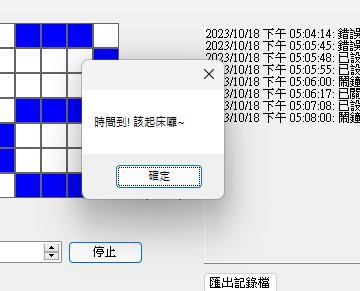 2023/10/18 下午 05:04:14: 錯誤
2023/10/18 下午 05:05:45: 錯誤
2023/10/18 下午 05:05:48: 已設
3/10/18 下午 05:05:55: 已設
3/10/18 下午 05:06:00: 鬧鐘
3/10/18 下午 05:06:17: 已關
3/10/18 下午 05:07:08: 已設
3/10/18 下午 05:08:00: 鬧鐘
時間到! 該起床囉~
確定
停止
匯出記錄檔